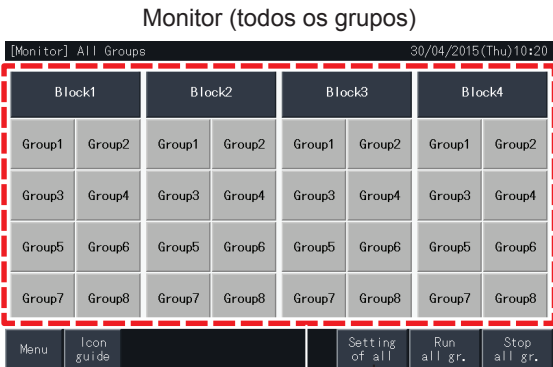 Monitor (todos os grupos)
[Monitor] All Groups 30/04/2015(Thu)10:20
Block1 Block2 Block3 Block4
Group1 Group2 Group1 Group2 Group1 Group2 Group1 Group2
Group3 Group4 Group3 Group4 Group3 Group4 Group3 Group4
Group5 Group6 Group5 Group6 Group5 Group6 Group5 Group6
Group7 Group8 Group7 Group8 Group7 Group8 Group7 Group8
Menu
Icon
guide
Setting
of all
Run
all gr.
Stop
all gr.